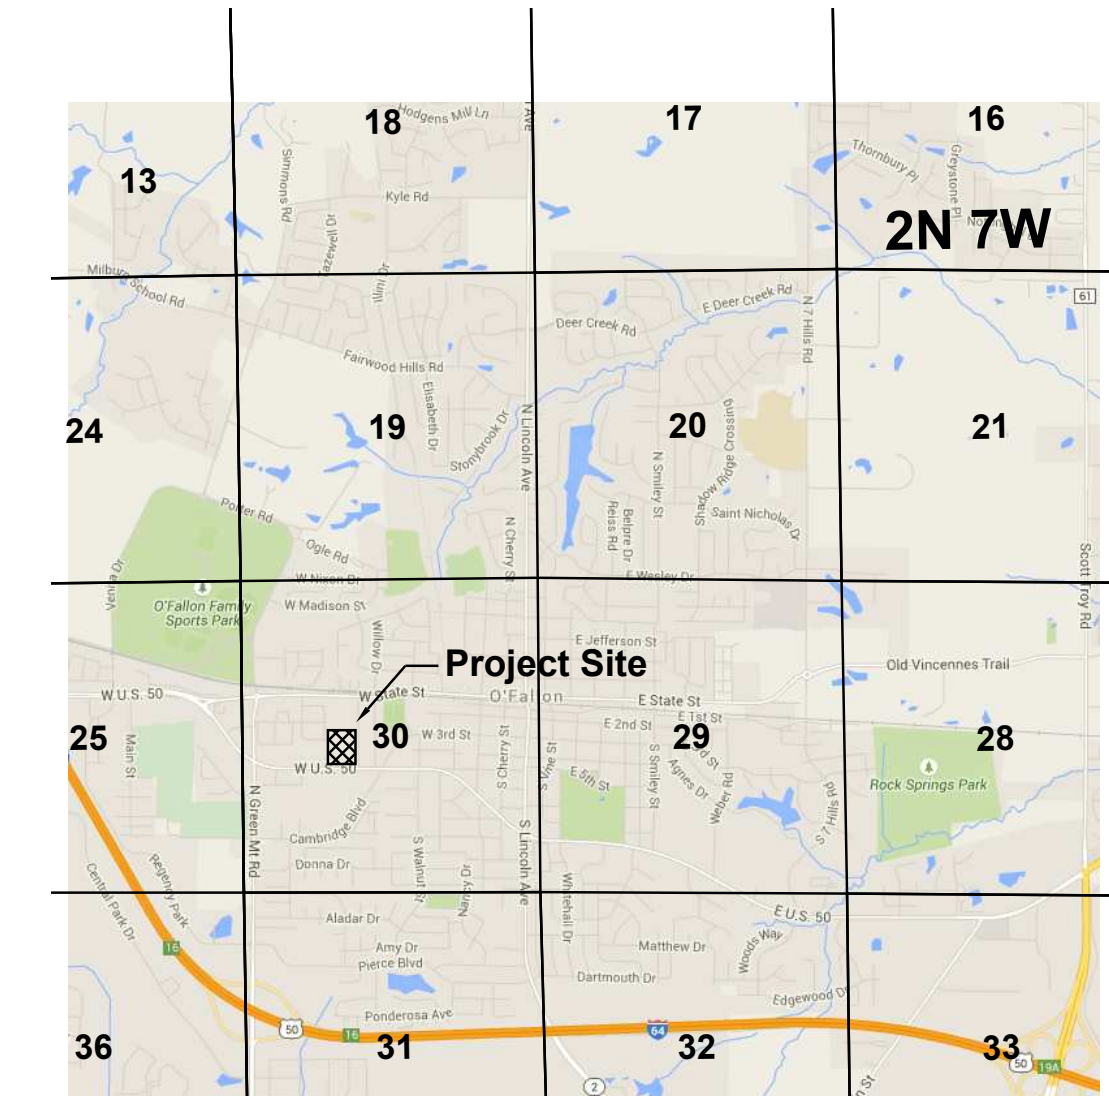 Hodgens Mill Ln
18
17
16
Ave
13
Simmons Rd
Kyle Rd
Thornbury Pl
Greystone Pl
2N 7W
Milburn School Rd
Illini Dr
61
E Deer Creek Rd
Deer Creek Rd
N 7 Hills Rd
Fairwood Hills Rd
Elisabeth Dr
N Lincoln Ave
Stonybrook Dr
24
19
20
21
Shadow Ridge Crossing
N Smiley St
Porter Rd
Reiss Rd
Belpre Dr
Saint Nicholas Dr
N Cherry St
Ogle Rd
Scott Troy Rd
W Nixon Dr
E Wesley Dr
W Madison St
O'Fallon Family
Sports Park
Willow Dr
E Jefferson St
Project Site
Old Vincennes Trail
W U.S. 50
W State St
O'Fallon
E State St
E 1st St
E 2nd St
25
30
W 3rd St
29
28
3rd St
Main St
W U.S. 50
S Cherry St
S Vine St
E 5th St
S Smiley St
Agnes Dr
Weber Rd
Rock Springs Park
S 7 Hills Rd
N Green Mt Rd
Cambridge Blvd
Donna Dr
S Lincoln Ave
S Walnut St
Nancy Dr
Regency Park
Central Park Dr
Whitehall Dr
Aladar Dr
E U.S. 50
Amy Dr
Pierce Blvd
Matthew Dr
Woods Way
16
Dartmouth Dr
Edgewood Dr
Ponderosa Ave
50
16
64
36
31
32
33
50
19A
2